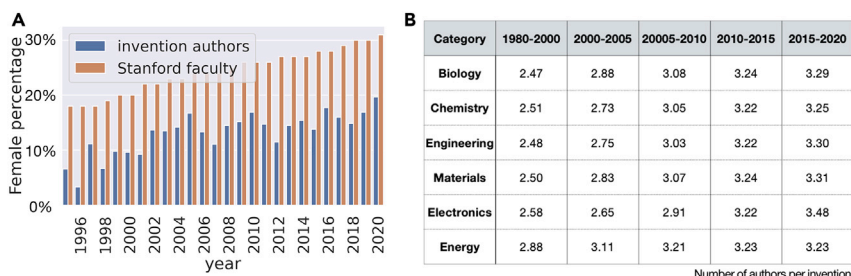 A
Female percentage
30%
20%
10%
0%
invention authors
Stanford faculty
1996 1998 2000 2002 2004 2006 2008 2010 2012 2014 2016 2018 2020
year
B
Category 1980-2000 2000-2005 20005-2010 2010-2015 2015-2020
Biology 2.47 2.88 3.08 3.24 3.29
Chemistry 2.51 2.73 3.05 3.22 3.25
Engineering 2.48 2.75 3.03 3.22 3.30
Materials 2.50 2.83 3.07 3.24 3.31
Electronics 2.58 2.65 2.91 3.22 3.48
Energy 2.88 3.11 3.21 3.23 3.23
Number of authors per invention